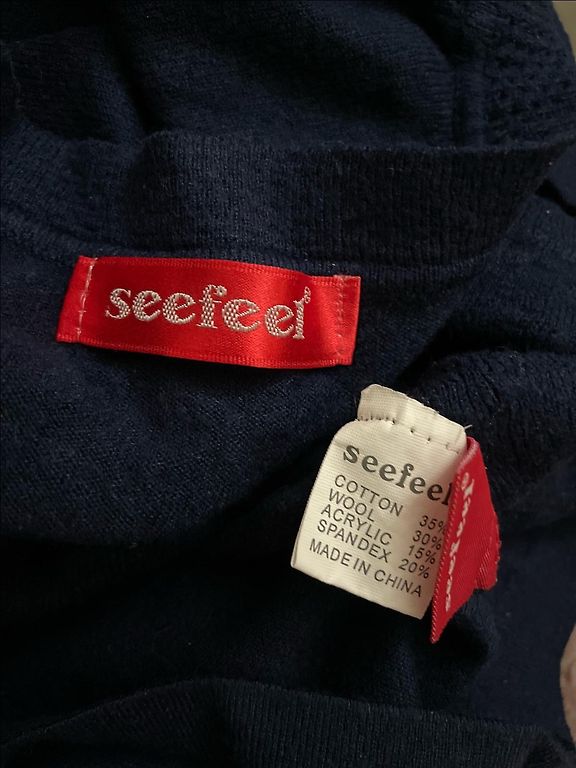 seefeel®
seefeel
COTTON 35%
WOOL 30%
ACRYLIC 15%
SPANDEX 20%
MADE IN CHINA